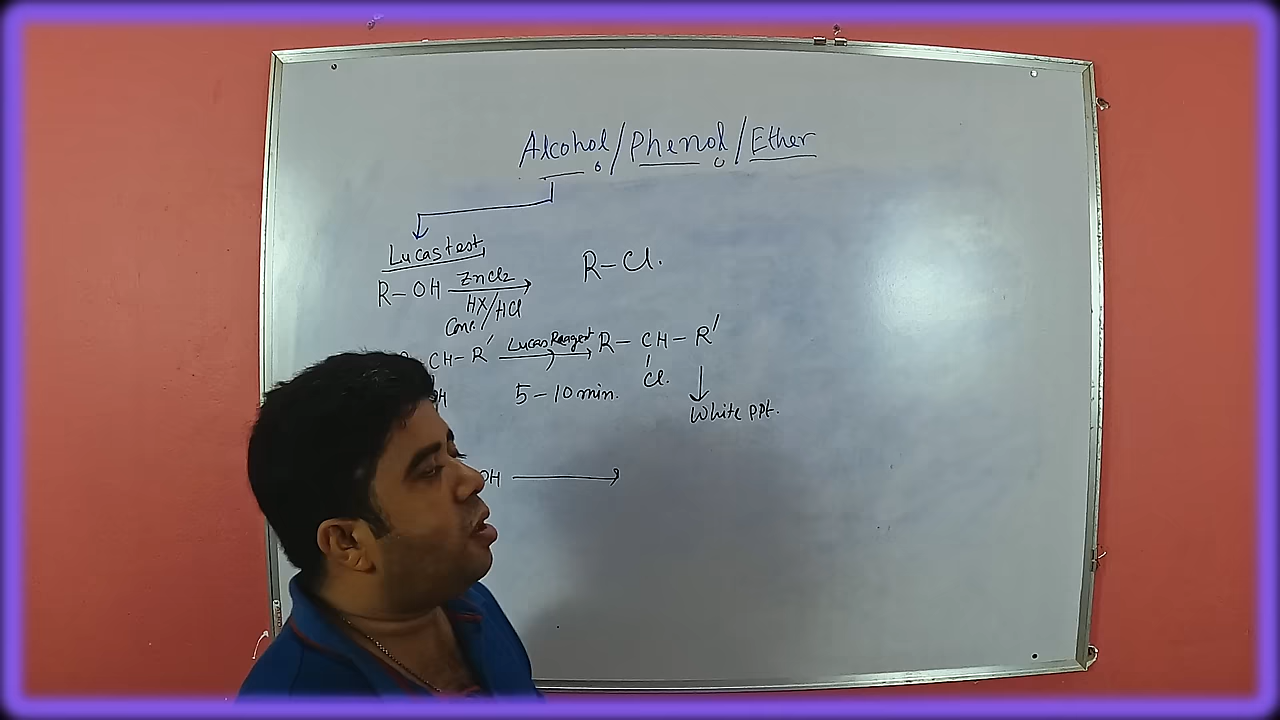 Alcohol/Phenol/Ether
Lucas test,
R-OH ZnCl2 R-Cl.
HX/HCl
Conc.
CH-R' Lucas Reagent R-CH-R'
OH 5-10 min. Cl. White ppt.
OH